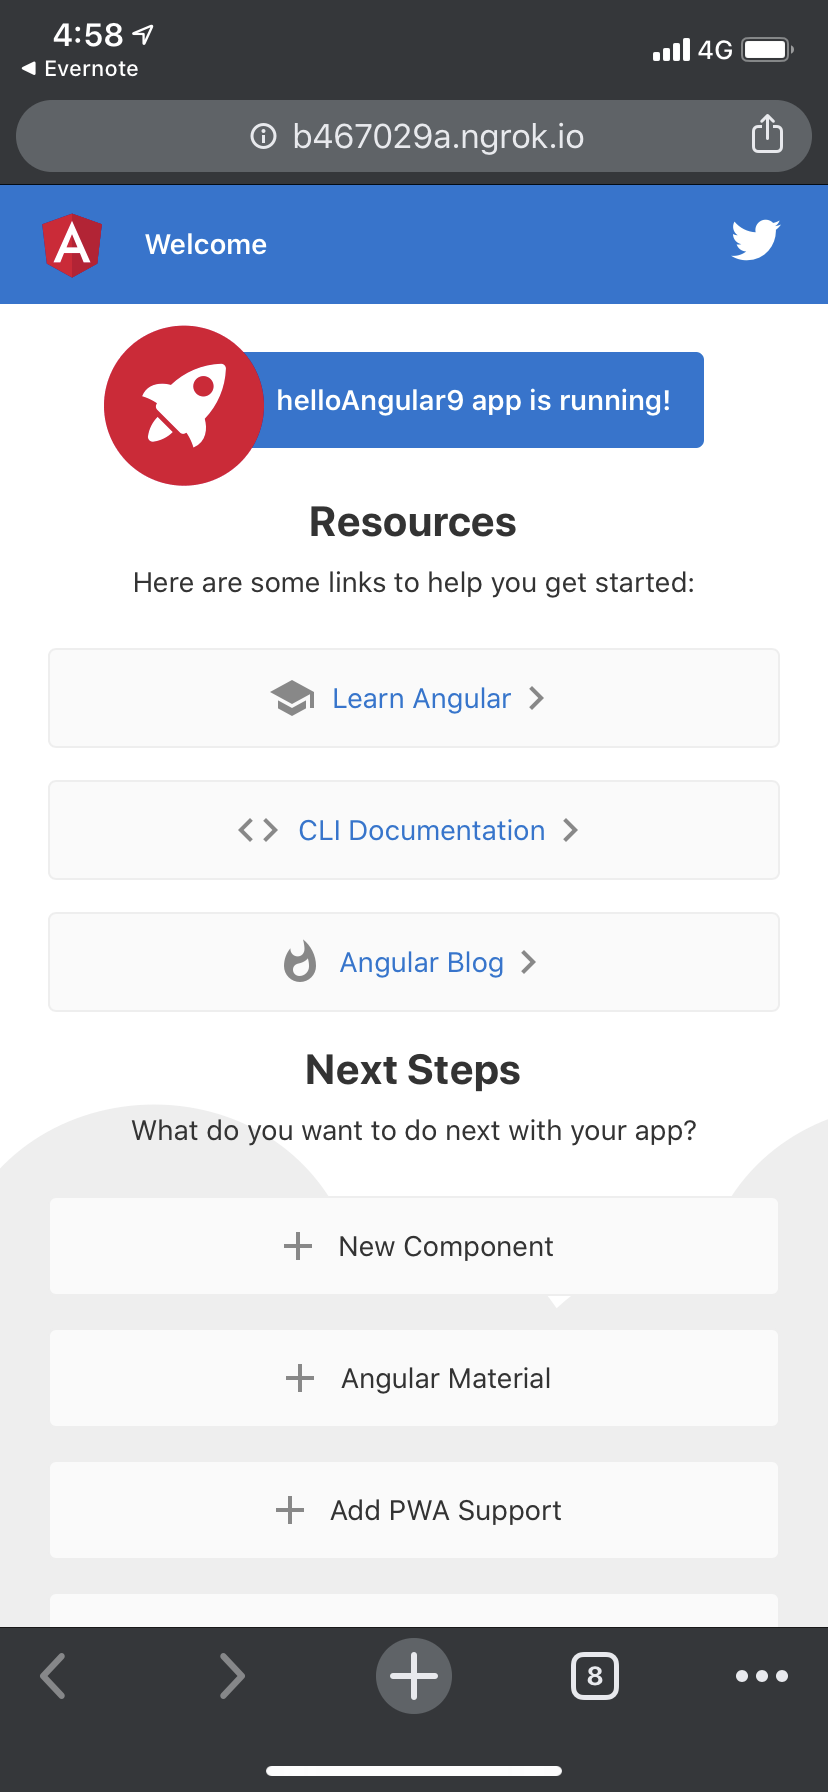 4:58
4G
◀ Evernote
b467029a.ngrok.io
Welcome
helloAngular9 app is running!
Resources
Here are some links to help you get started:
Learn Angular
CLI Documentation
Angular Blog
Next Steps
What do you want to do next with your app?
New Component
Angular Material
Add PWA Support
8